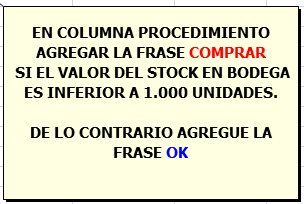 EN COLUMNA PROCEDIMIENTO
AGREGAR LA FRASE COMPRAR
SI EL VALOR DEL STOCK EN BODEGA
ES INFERIOR A 1.000 UNIDADES.
DE LO CONTRARIO AGREGUE LA
FRASE OK